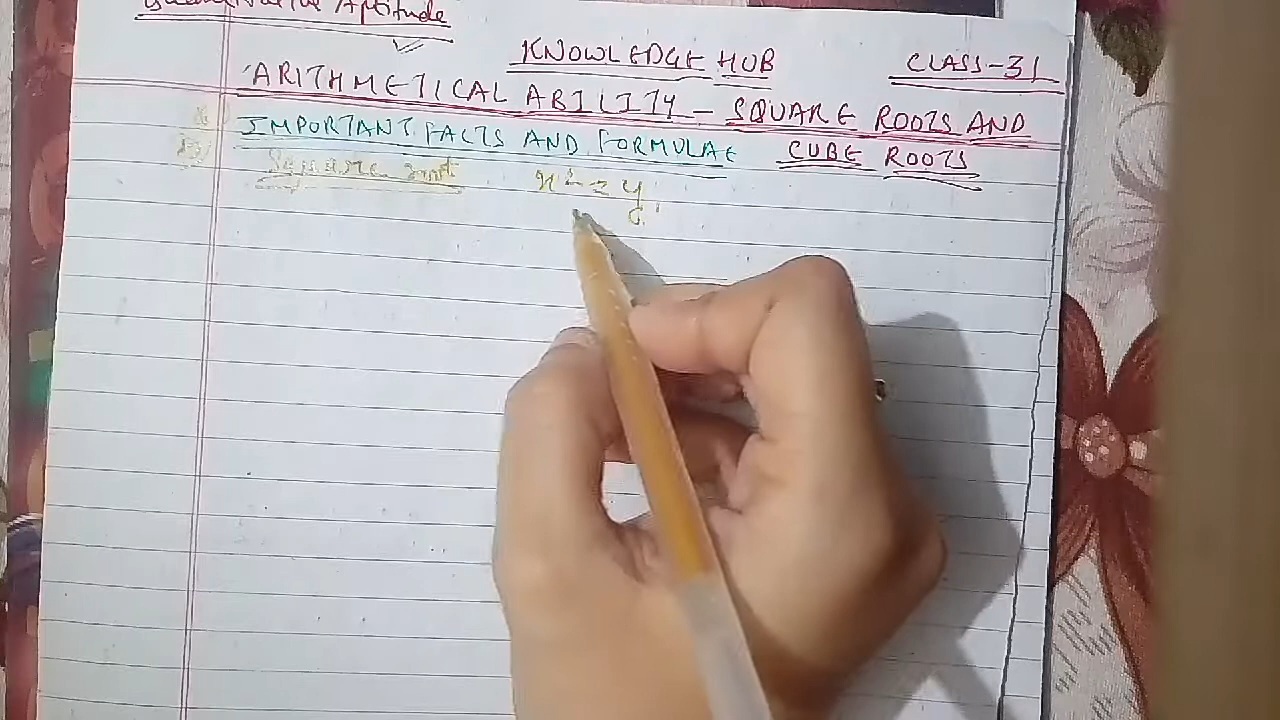 Quantitative Aptitude
KNOWLEDGE HUB CLASS-31
ARITHMETICAL ABILITY - SQUARE ROOTS AND
IMPORTANT FACTS AND FORMULAE CUBE ROOTS
Square root x² = y,